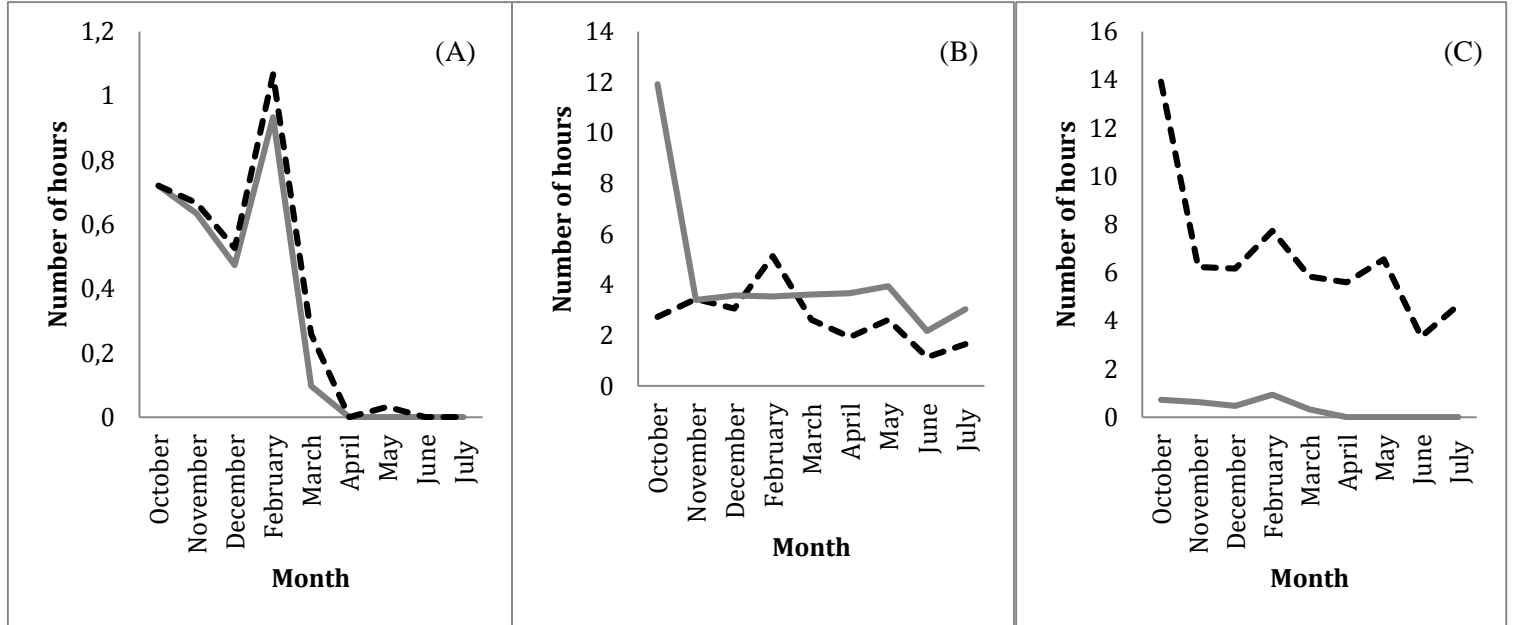 (A)
Number of hours
1,2
1
0,8
0,6
0,4
0,2
0
October
November
December
February
March
April
May
June
July
Month
(B)
Number of hours
14
12
10
8
6
4
2
0
October
November
December
February
March
April
May
June
July
Month
(C)
Number of hours
16
14
12
10
8
6
4
2
0
October
November
December
February
March
April
May
June
July
Month